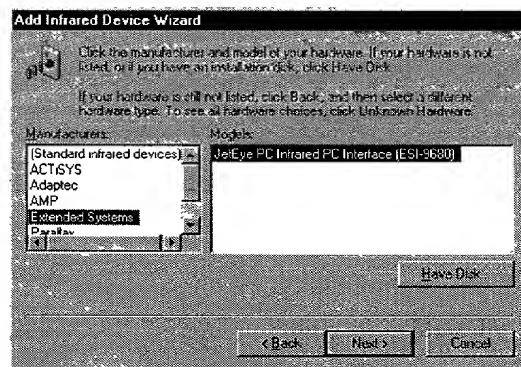 Add Infrared Device Wizard
Click the manufacturer and model of your hardware. If your hardware is not
listed, or if you have an installation disk, click Have Disk.
If your hardware is still not listed, click Back, and then select a different
hardware type. To see all hardware choices, click Unknown Hardware.
Manufacturers:
(Standard infrared devices)
ACTiSYS
Adaptec
AMP
Extended Systems
Parallax
Models:
JetEye PC Infrared PC Interface (ESI-9680)
Have Disk...
< Back
Next >
Cancel